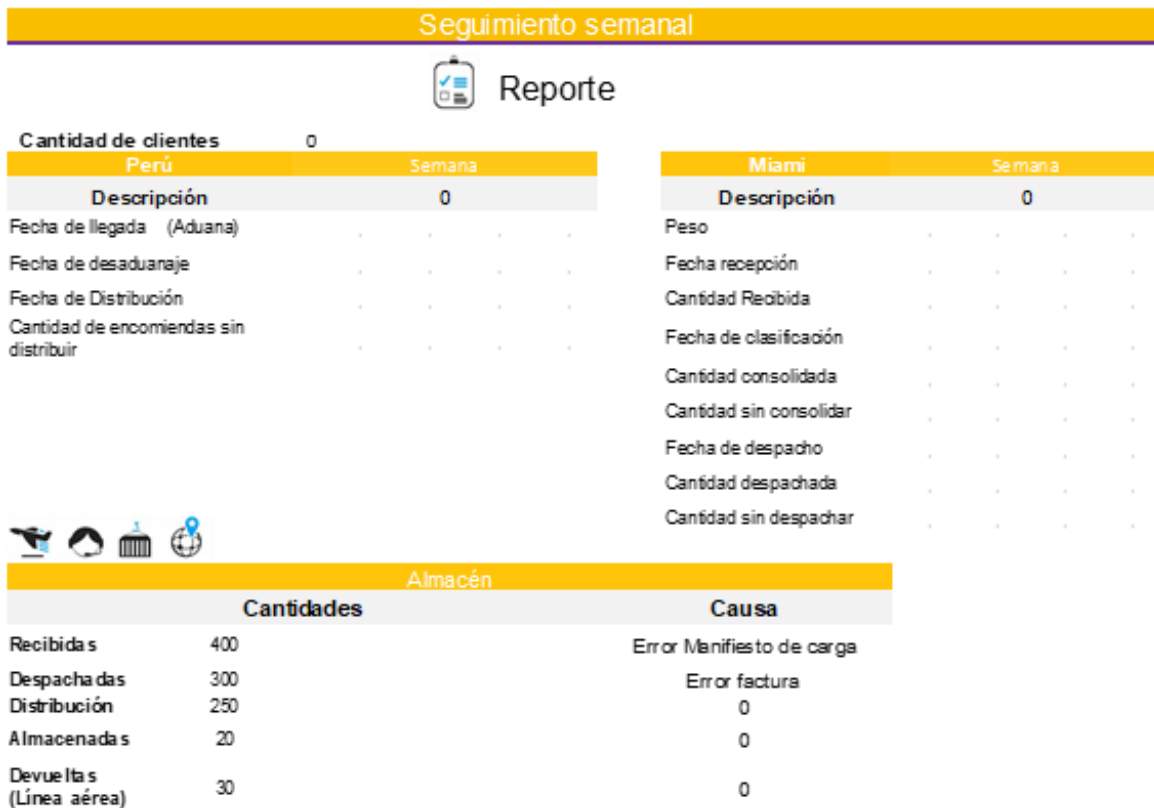 Seguimiento semanal
Reporte
Cantidad de clientes 0
Perú Semana
Descripción 0
Fecha de llegada (Aduana)
Fecha de desaduanaje
Fecha de Distribución
Cantidad de encomiendas sin
distribuir
Miami Semana
Descripción 0
Peso
Fecha recepción
Cantidad Recibida
Fecha de clasificación
Cantidad consolidada
Cantidad sin consolidar
Fecha de despacho
Cantidad despachada
Cantidad sin despachar
Almacén
Cantidades Causa
Recibidas 400 Error Manifiesto de carga
Despachadas 300 Error factura
Distribución 250 0
Almacenadas 20 0
Devueltas
(Línea aérea) 30 0